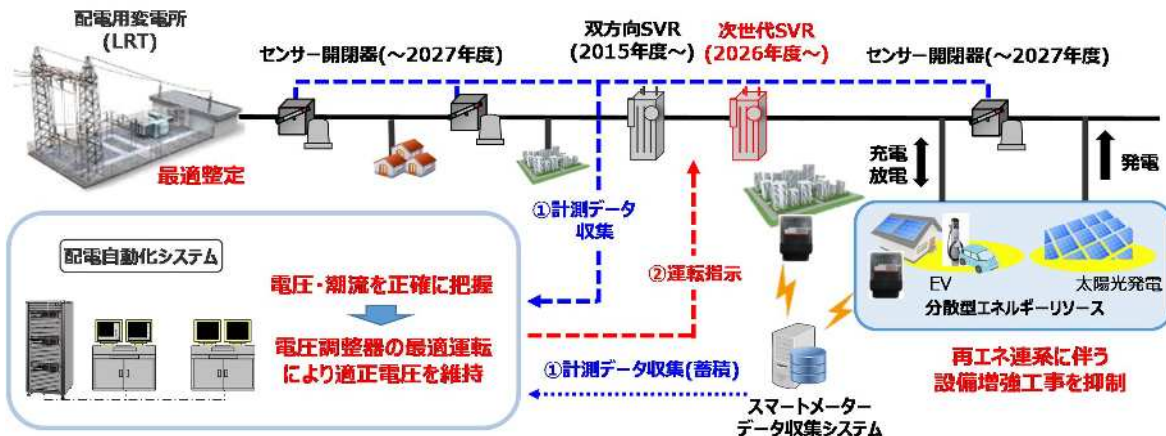 配電用変電所
(LRT)
センサー開閉器(～2027年度)
双方向SVR
(2015年度～)
次世代SVR
(2026年度～)
センサー開閉器(～2027年度)
最適整定
充電
放電
発電
①計測データ
収集
配電自動化システム
電圧・潮流を正確に把握
②運転指示
EV
太陽光発電
分散型エネルギーリソース
電圧調整器の最適運転
により適正電圧を維持
①計測データ収集(蓄積)
再エネ連系に伴う
設備増強工事を抑制
スマートメーター
データ収集システム